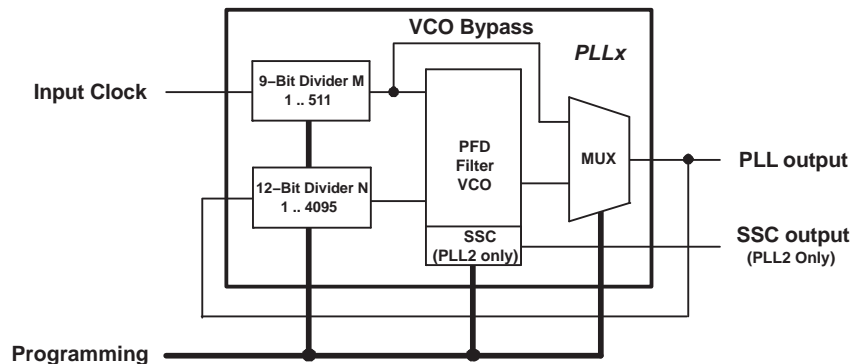 VCO Bypass
PLLx
9–Bit Divider M
1 .. 511
Input Clock
PFD
Filter
VCO
MUX
PLL output
12–Bit Divider N
1 .. 4095
SSC
(PLL2 only)
SSC output
(PLL2 Only)
Programming